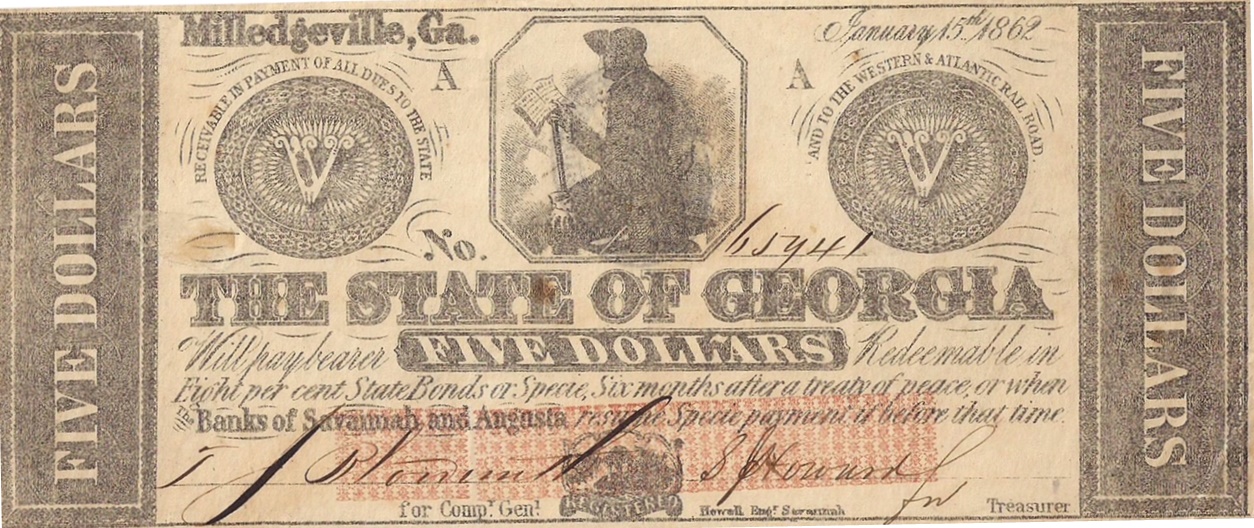 Milledgeville, Ga.
January 15th 1862
FIVE DOLLARS
RECEIVABLE IN PAYMENT OF ALL DUES TO THE STATE
A
A
AND TO THE WESTERN & ATLANTIC RAIL ROAD.
FIVE DOLLARS
V
V
No. 65941
THE STATE OF GEORGIA
Will pay bearer FIVE DOLLARS Redeemable in
Eight per cent State Bonds or Specie, Six months after a treaty of peace, or when
the Banks of Savannah and Augusta resume Specie payment if before that time.
S J Howard
REGISTERED
for Compl. Genl.
Howell Engr. Savannah
for Treasurer